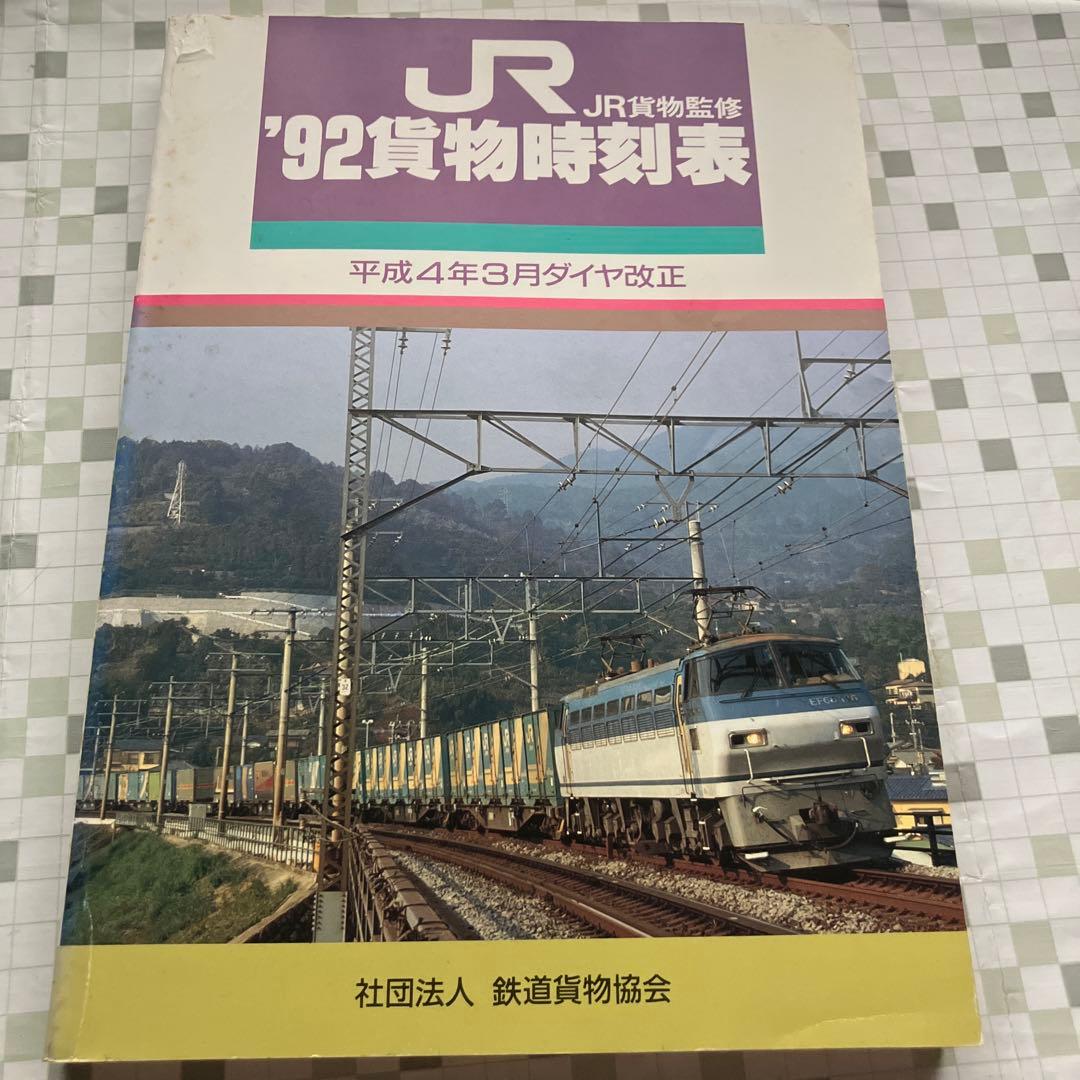 JR
JR貨物監修
'92貨物時刻表
平成4年3月ダイヤ改正
社団法人 鉄道貨物協会